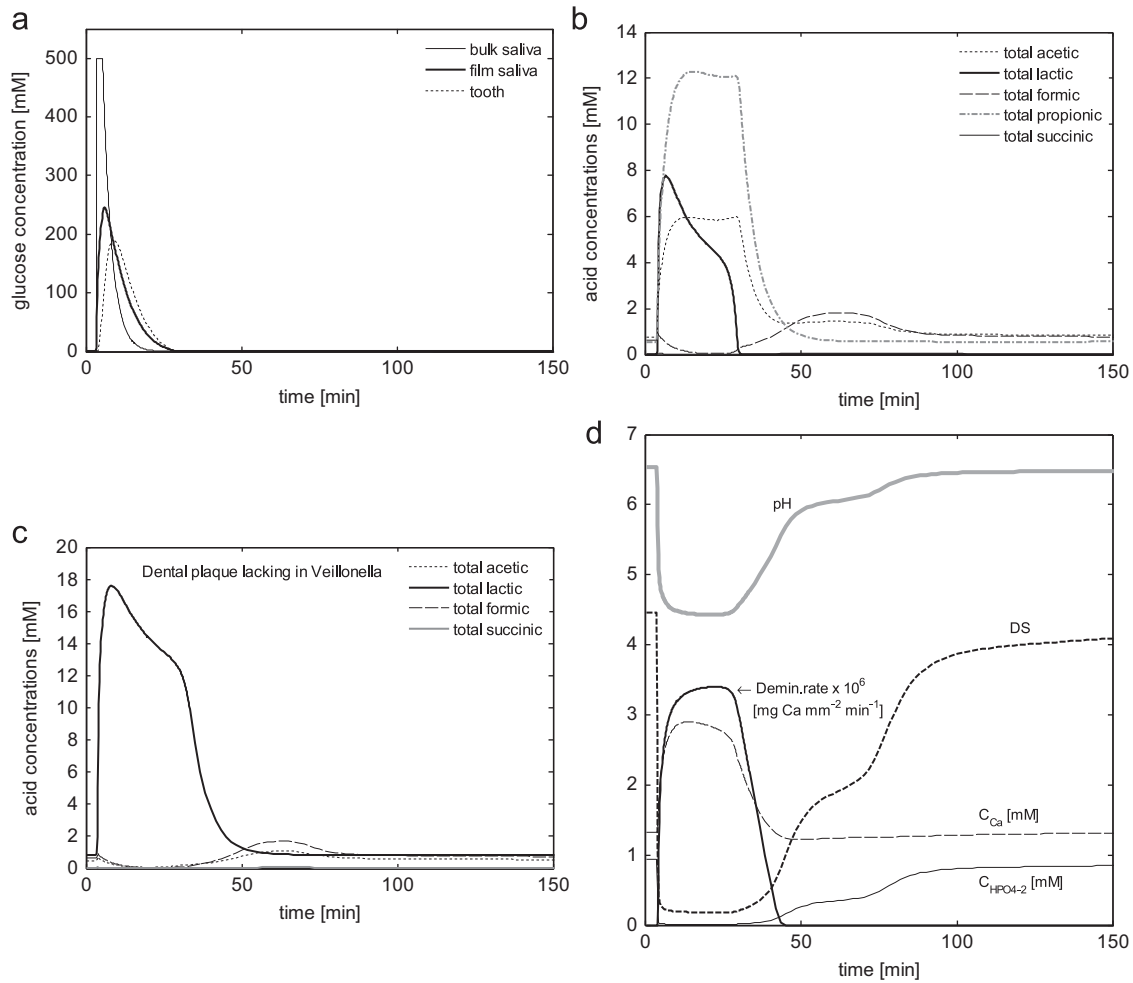 a
500
400
300
200
100
0
glucose concentration [mM]
bulk saliva
film saliva
tooth
0 50 100 150
time [min]
b
14
12
10
8
6
4
2
0
acid concentrations [mM]
total acetic
total lactic
total formic
total propionic
total succinic
0 50 100 150
time [min]
c
20
18
16
14
12
10
8
6
4
2
0
acid concentrations [mM]
Dental plaque lacking in Veillonella
total acetic
total lactic
total formic
total succinic
0 50 100 150
time [min]
d
7
6
5
4
3
2
1
0
pH
DS
← Demin.rate x 10⁶
[mg Ca mm⁻² min⁻¹]
C_Ca [mM]
C_HPO4−2 [mM]
0 50 100 150
time [min]